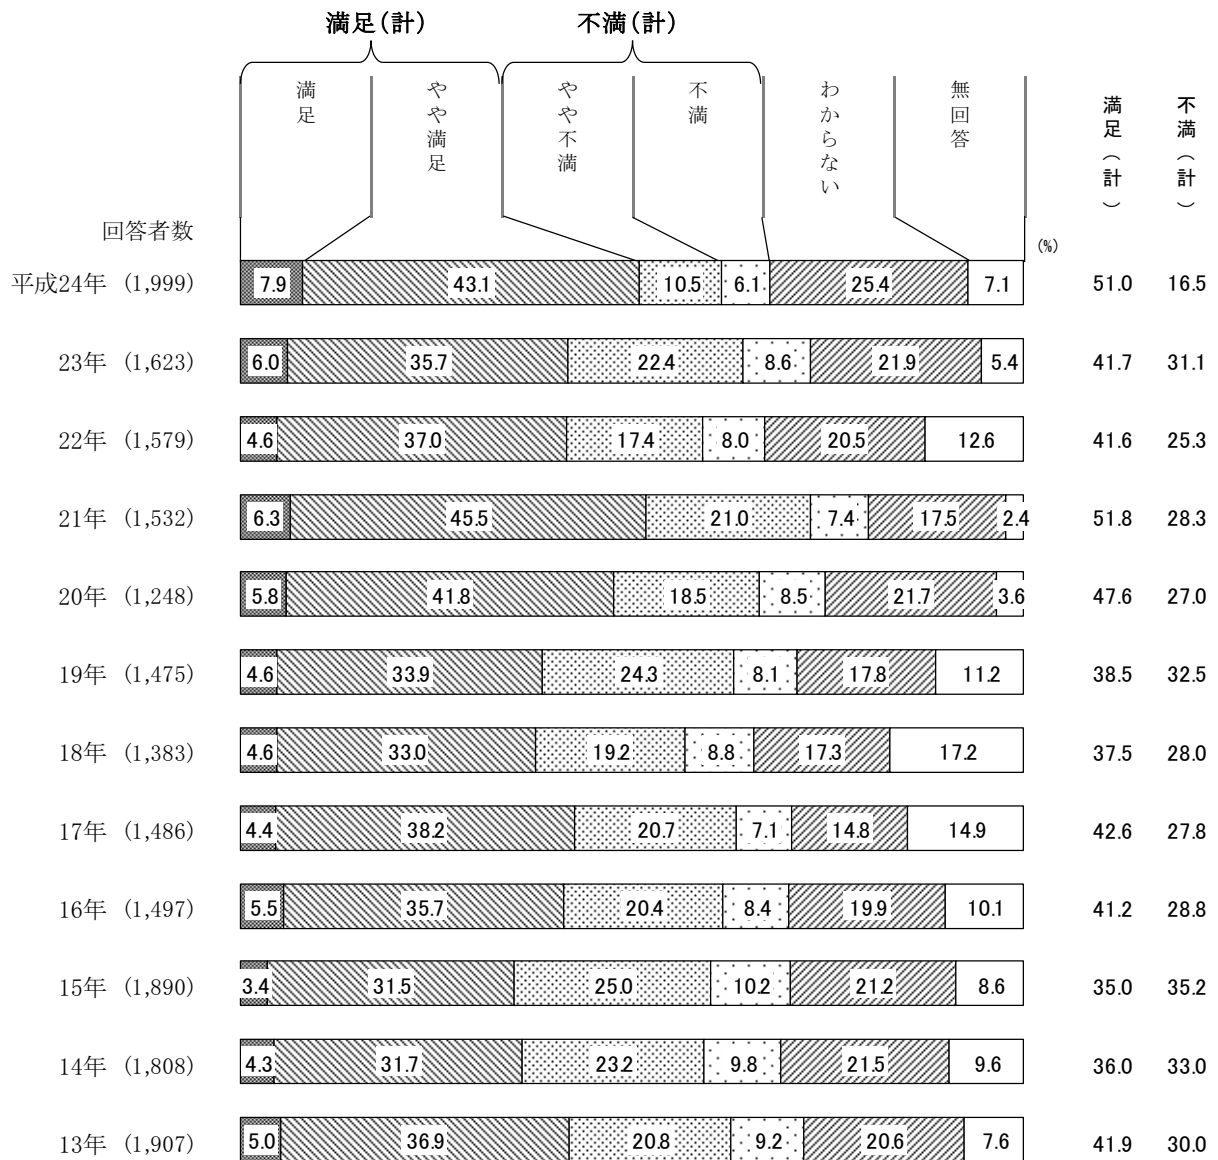 満足(計) 不満(計)
満足 やや満足 やや不満 不満 わからない 無回答 満足(計) 不満(計)
回答者数
(%)
平成24年 (1,999) 7.9 43.1 10.5 6.1 25.4 7.1 51.0 16.5
23年 (1,623) 6.0 35.7 22.4 8.6 21.9 5.4 41.7 31.1
22年 (1,579) 4.6 37.0 17.4 8.0 20.5 12.6 41.6 25.3
21年 (1,532) 6.3 45.5 21.0 7.4 17.5 2.4 51.8 28.3
20年 (1,248) 5.8 41.8 18.5 8.5 21.7 3.6 47.6 27.0
19年 (1,475) 4.6 33.9 24.3 8.1 17.8 11.2 38.5 32.5
18年 (1,383) 4.6 33.0 19.2 8.8 17.3 17.2 37.5 28.0
17年 (1,486) 4.4 38.2 20.7 7.1 14.8 14.9 42.6 27.8
16年 (1,497) 5.5 35.7 20.4 8.4 19.9 10.1 41.2 28.8
15年 (1,890) 3.4 31.5 25.0 10.2 21.2 8.6 35.0 35.2
14年 (1,808) 4.3 31.7 23.2 9.8 21.5 9.6 36.0 33.0
13年 (1,907) 5.0 36.9 20.8 9.2 20.6 7.6 41.9 30.0